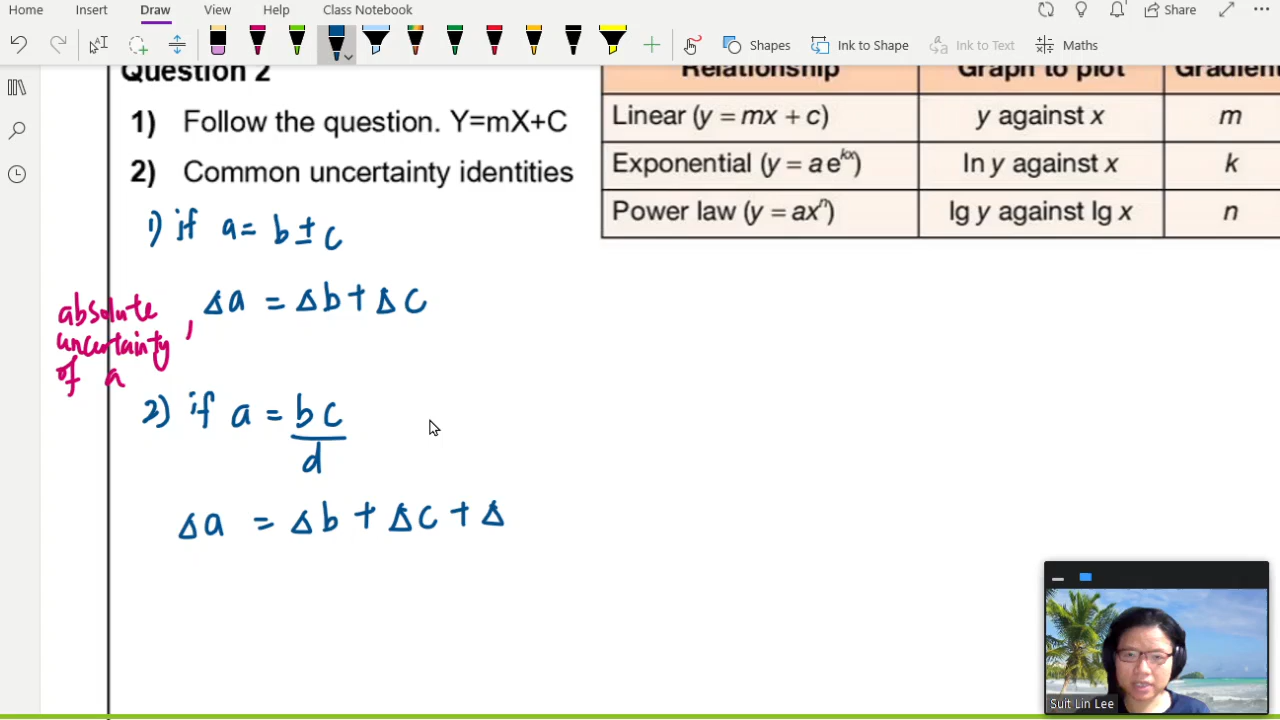 Home Insert Draw View Help Class Notebook Share
Shapes Ink to Shape Ink to Text Maths
Question 2
1) Follow the question. Y=mX+C
2) Common uncertainty identities
Relationship Graph to plot Gradien
Linear (y = mx + c) y against x m
Exponential (y = a e^kx) ln y against x k
Power law (y = ax^n) lg y against lg x n
1) if a = b ± c
Δa = Δb + Δc
absolute
uncertainty
of a
2) if a = bc
d
Δa = Δb + Δc + Δ
Suit Lin Lee